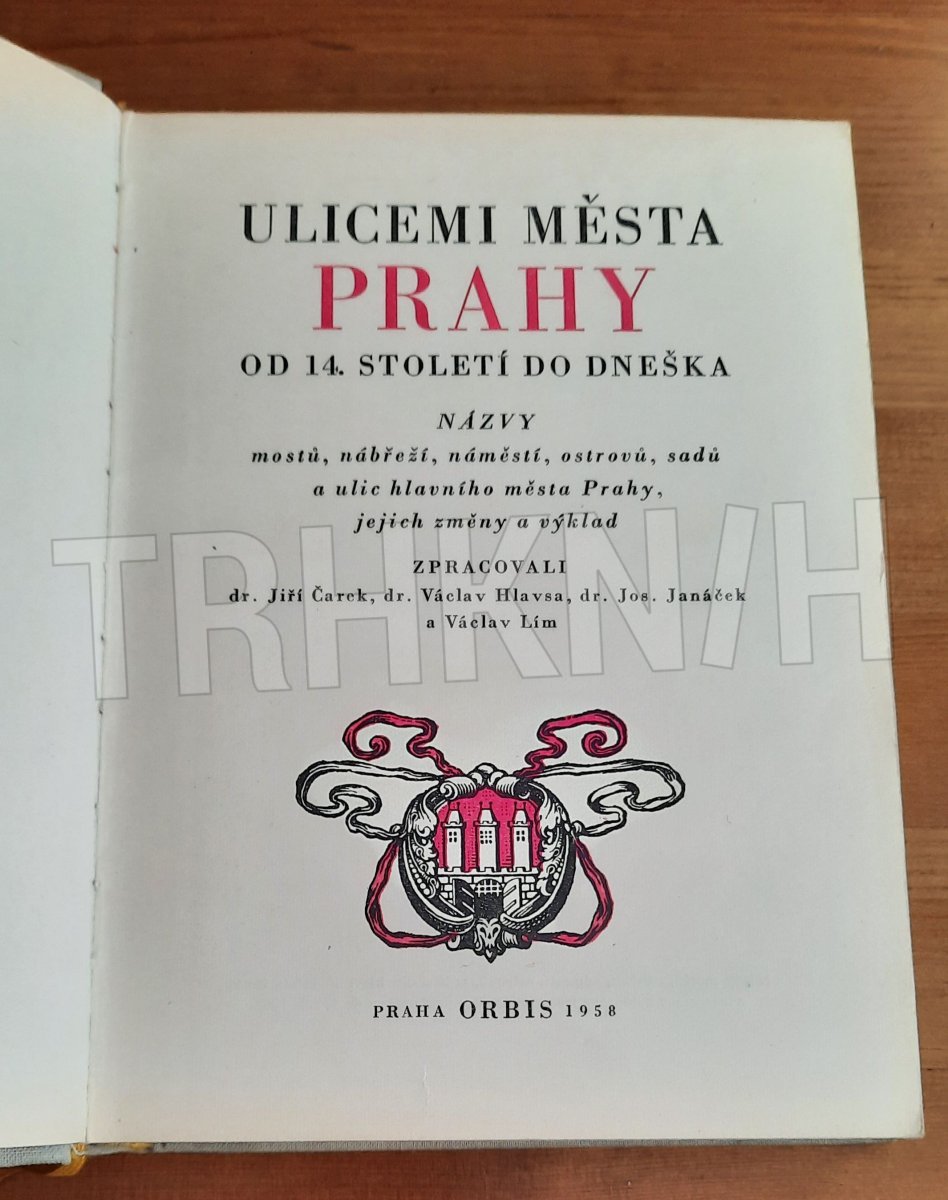 ULICEMI MĚSTA
PRAHY
OD 14. STOLETÍ DO DNEŠKA
NÁZVY
mostů, nábřeží, náměstí, ostrovů, sadů
a ulic hlavního města Prahy,
jejich změny a výklad
ZPRACOVALI
dr. Jiří Čarek, dr. Václav Hlavsa, dr. Jos. Janáček
a Václav Lím
TRHKN/H
PRAHA ORBIS 1958